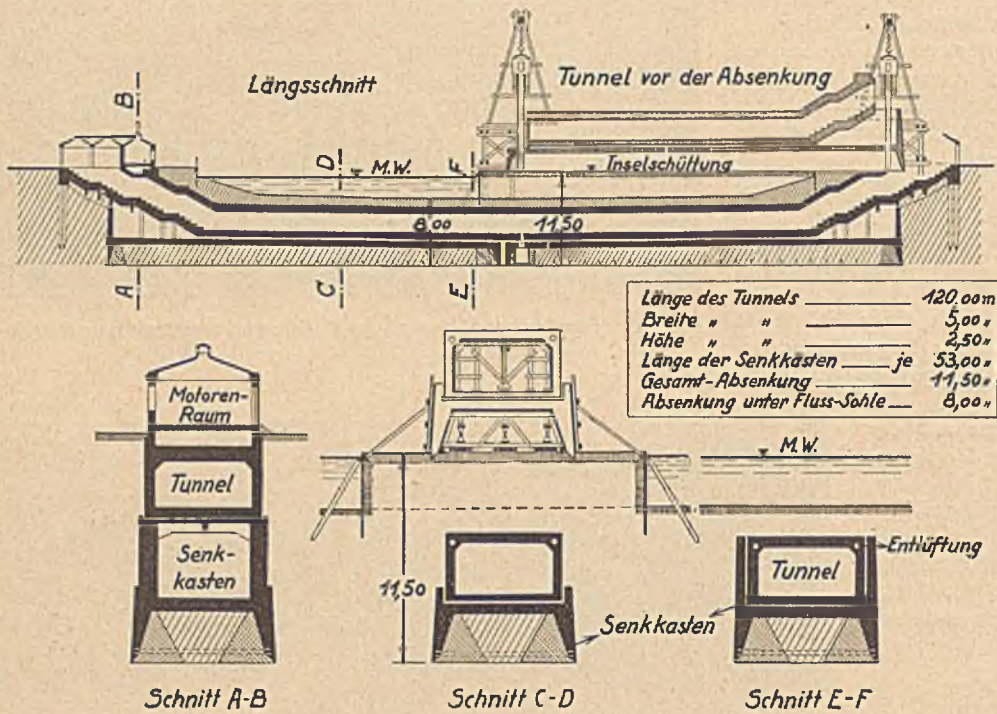 Längsschnitt
Tunnel vor der Absenkung
B
D
M.W.
F
Inselschüttung
8,00
11,50
A
C
E
Länge des Tunnels 120.00m
Breite " " 5,00 "
Höhe " " 2,50 "
Länge der Senkkasten je 53,00 "
Gesamt-Absenkung 11,50 "
Absenkung unter Fluss-Sohle 8,00 "
Motoren-
Raum
Tunnel
Senk-
kasten
11,50
M.W.
Entlüftung
Tunnel
Senkkasten
Schnitt A-B
Schnitt C-D
Schnitt E-F